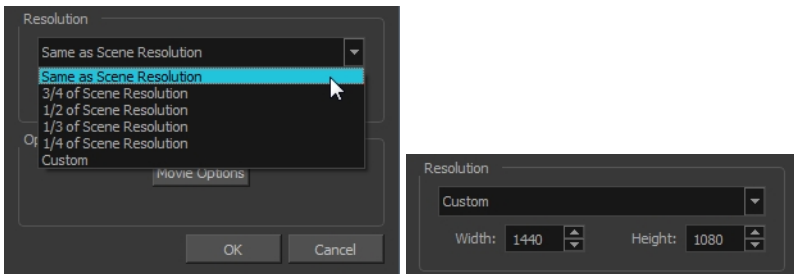 Resolution
Same as Scene Resolution
Same as Scene Resolution
3/4 of Scene Resolution
1/2 of Scene Resolution
1/3 of Scene Resolution
1/4 of Scene Resolution
Custom
Movie Options
OK Cancel
Resolution
Custom
Width: 1440 Height: 1080